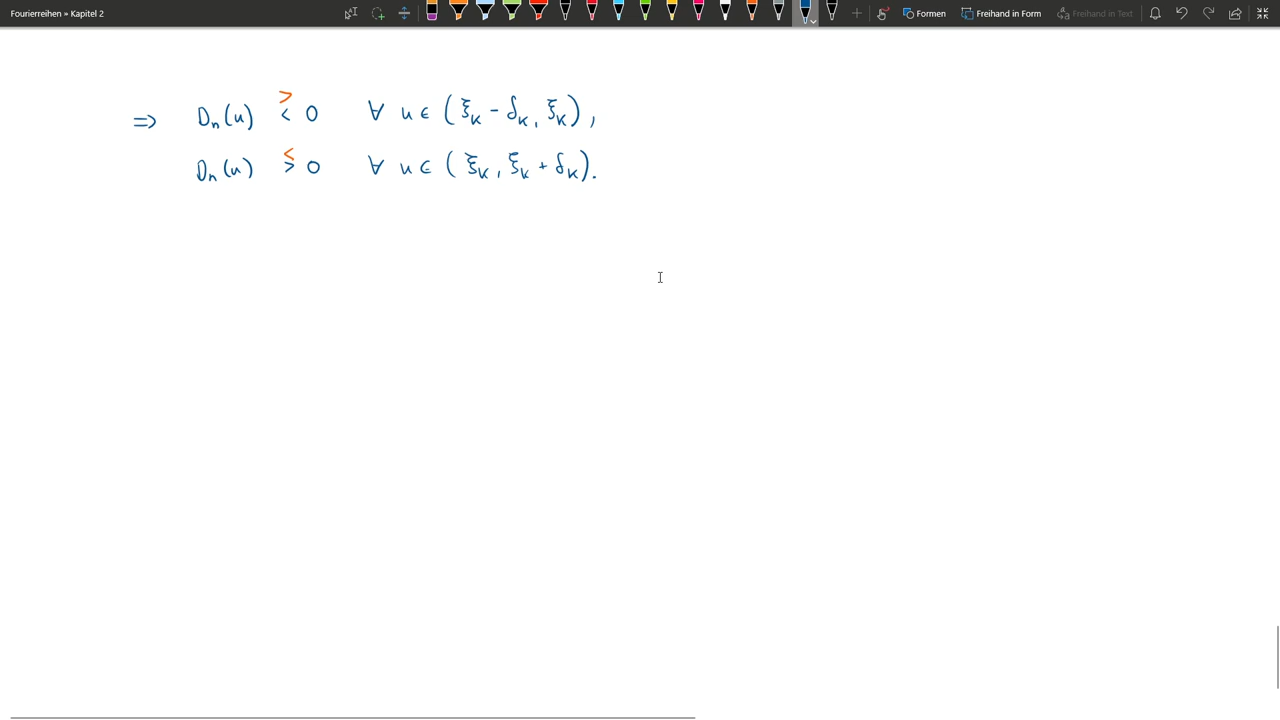 Fourierreihen » Kapitel 2
Formen
Freihand in Form
Freihand in Text
>
⇒ Dₙ(u) < 0 ∀ u ∈ (ξₖ - δₖ, ξₖ),
<
Dₙ(u) > 0 ∀ u ∈ (ξₖ, ξₖ + δₖ).